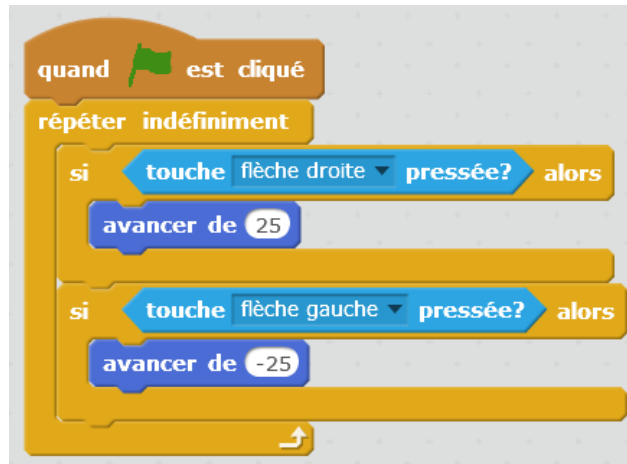 quand est cliqué
répéter indéfiniment
si touche flèche droite pressée? alors
avancer de 25
si touche flèche gauche pressée? alors
avancer de -25